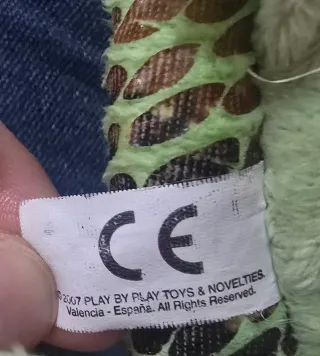 CE
© 2007 PLAY BY PLAY TOYS & NOVELTIES.
Valencia - España. All Rights Reserved.